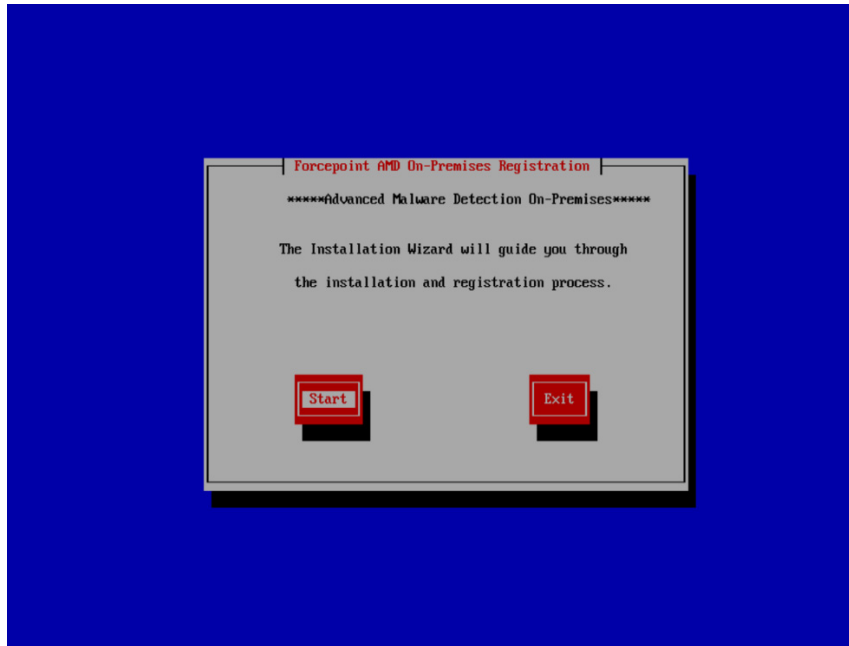 Forcepoint AMD On-Premises Registration
*****Advanced Malware Detection On-Premises*****
The Installation Wizard will guide you through
the installation and registration process.
Start
Exit